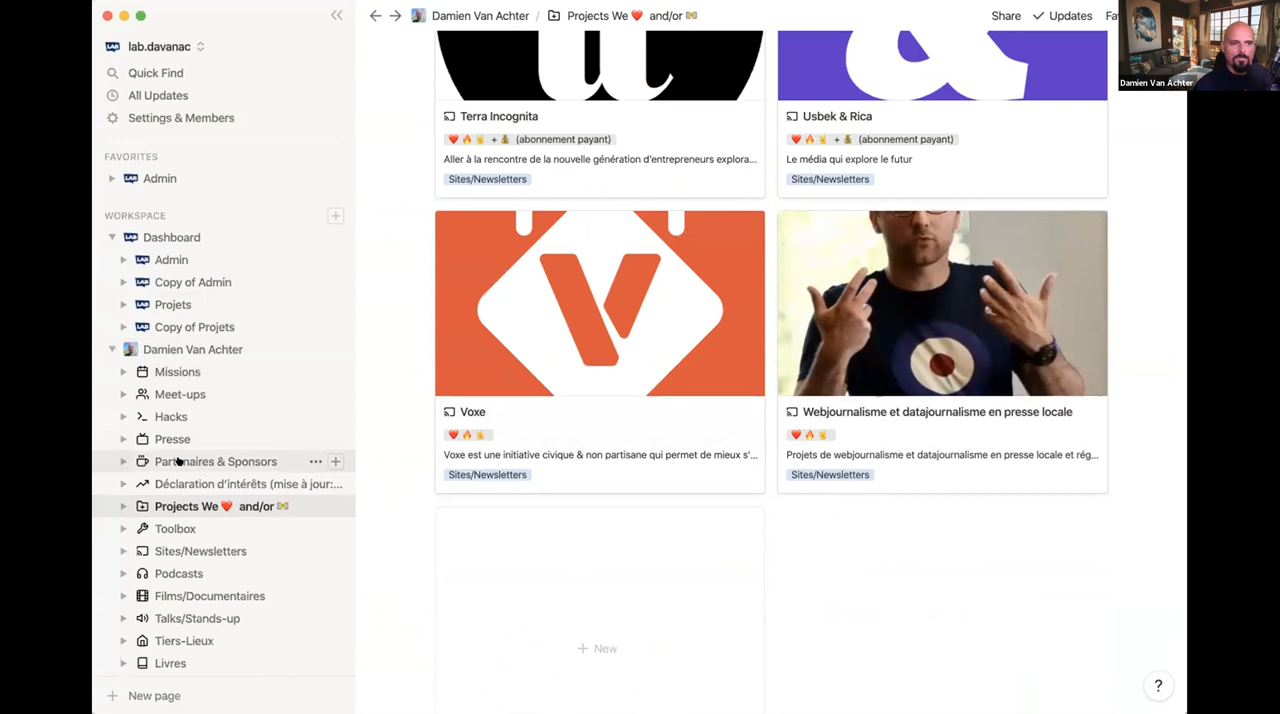 lab.davanac
Quick Find
All Updates
Settings & Members
FAVORITES
Admin
WORKSPACE
Dashboard
Admin
Copy of Admin
Projets
Copy of Projets
Damien Van Achter
Missions
Meet-ups
Hacks
Presse
Partenaires & Sponsors
Déclaration d'intérêts (mise à jour:...
Projects We ❤️ and/or 🎫
Toolbox
Sites/Newsletters
Podcasts
Films/Documentaires
Talks/Stands-up
Tiers-Lieux
Livres
+ New page
Damien Van Achter / Projects We ❤️ and/or 🎫
Share ✓ Updates Fa
Damien Van Achter
u
&
Terra Incognita
❤️🔥✌️ + 💰 (abonnement payant)
Aller à la rencontre de la nouvelle génération d'entrepreneurs explora...
Sites/Newsletters
Usbek & Rica
❤️🔥✌️ + 💰 (abonnement payant)
Le média qui explore le futur
Sites/Newsletters
V
Voxe
❤️🔥✌️
Voxe est une initiative civique & non partisane qui permet de mieux s'...
Sites/Newsletters
Webjournalisme et datajournalisme en presse locale
❤️🔥✌️
Projets de webjournalisme et datajournalisme en presse locale et rég...
Sites/Newsletters
+ New
?